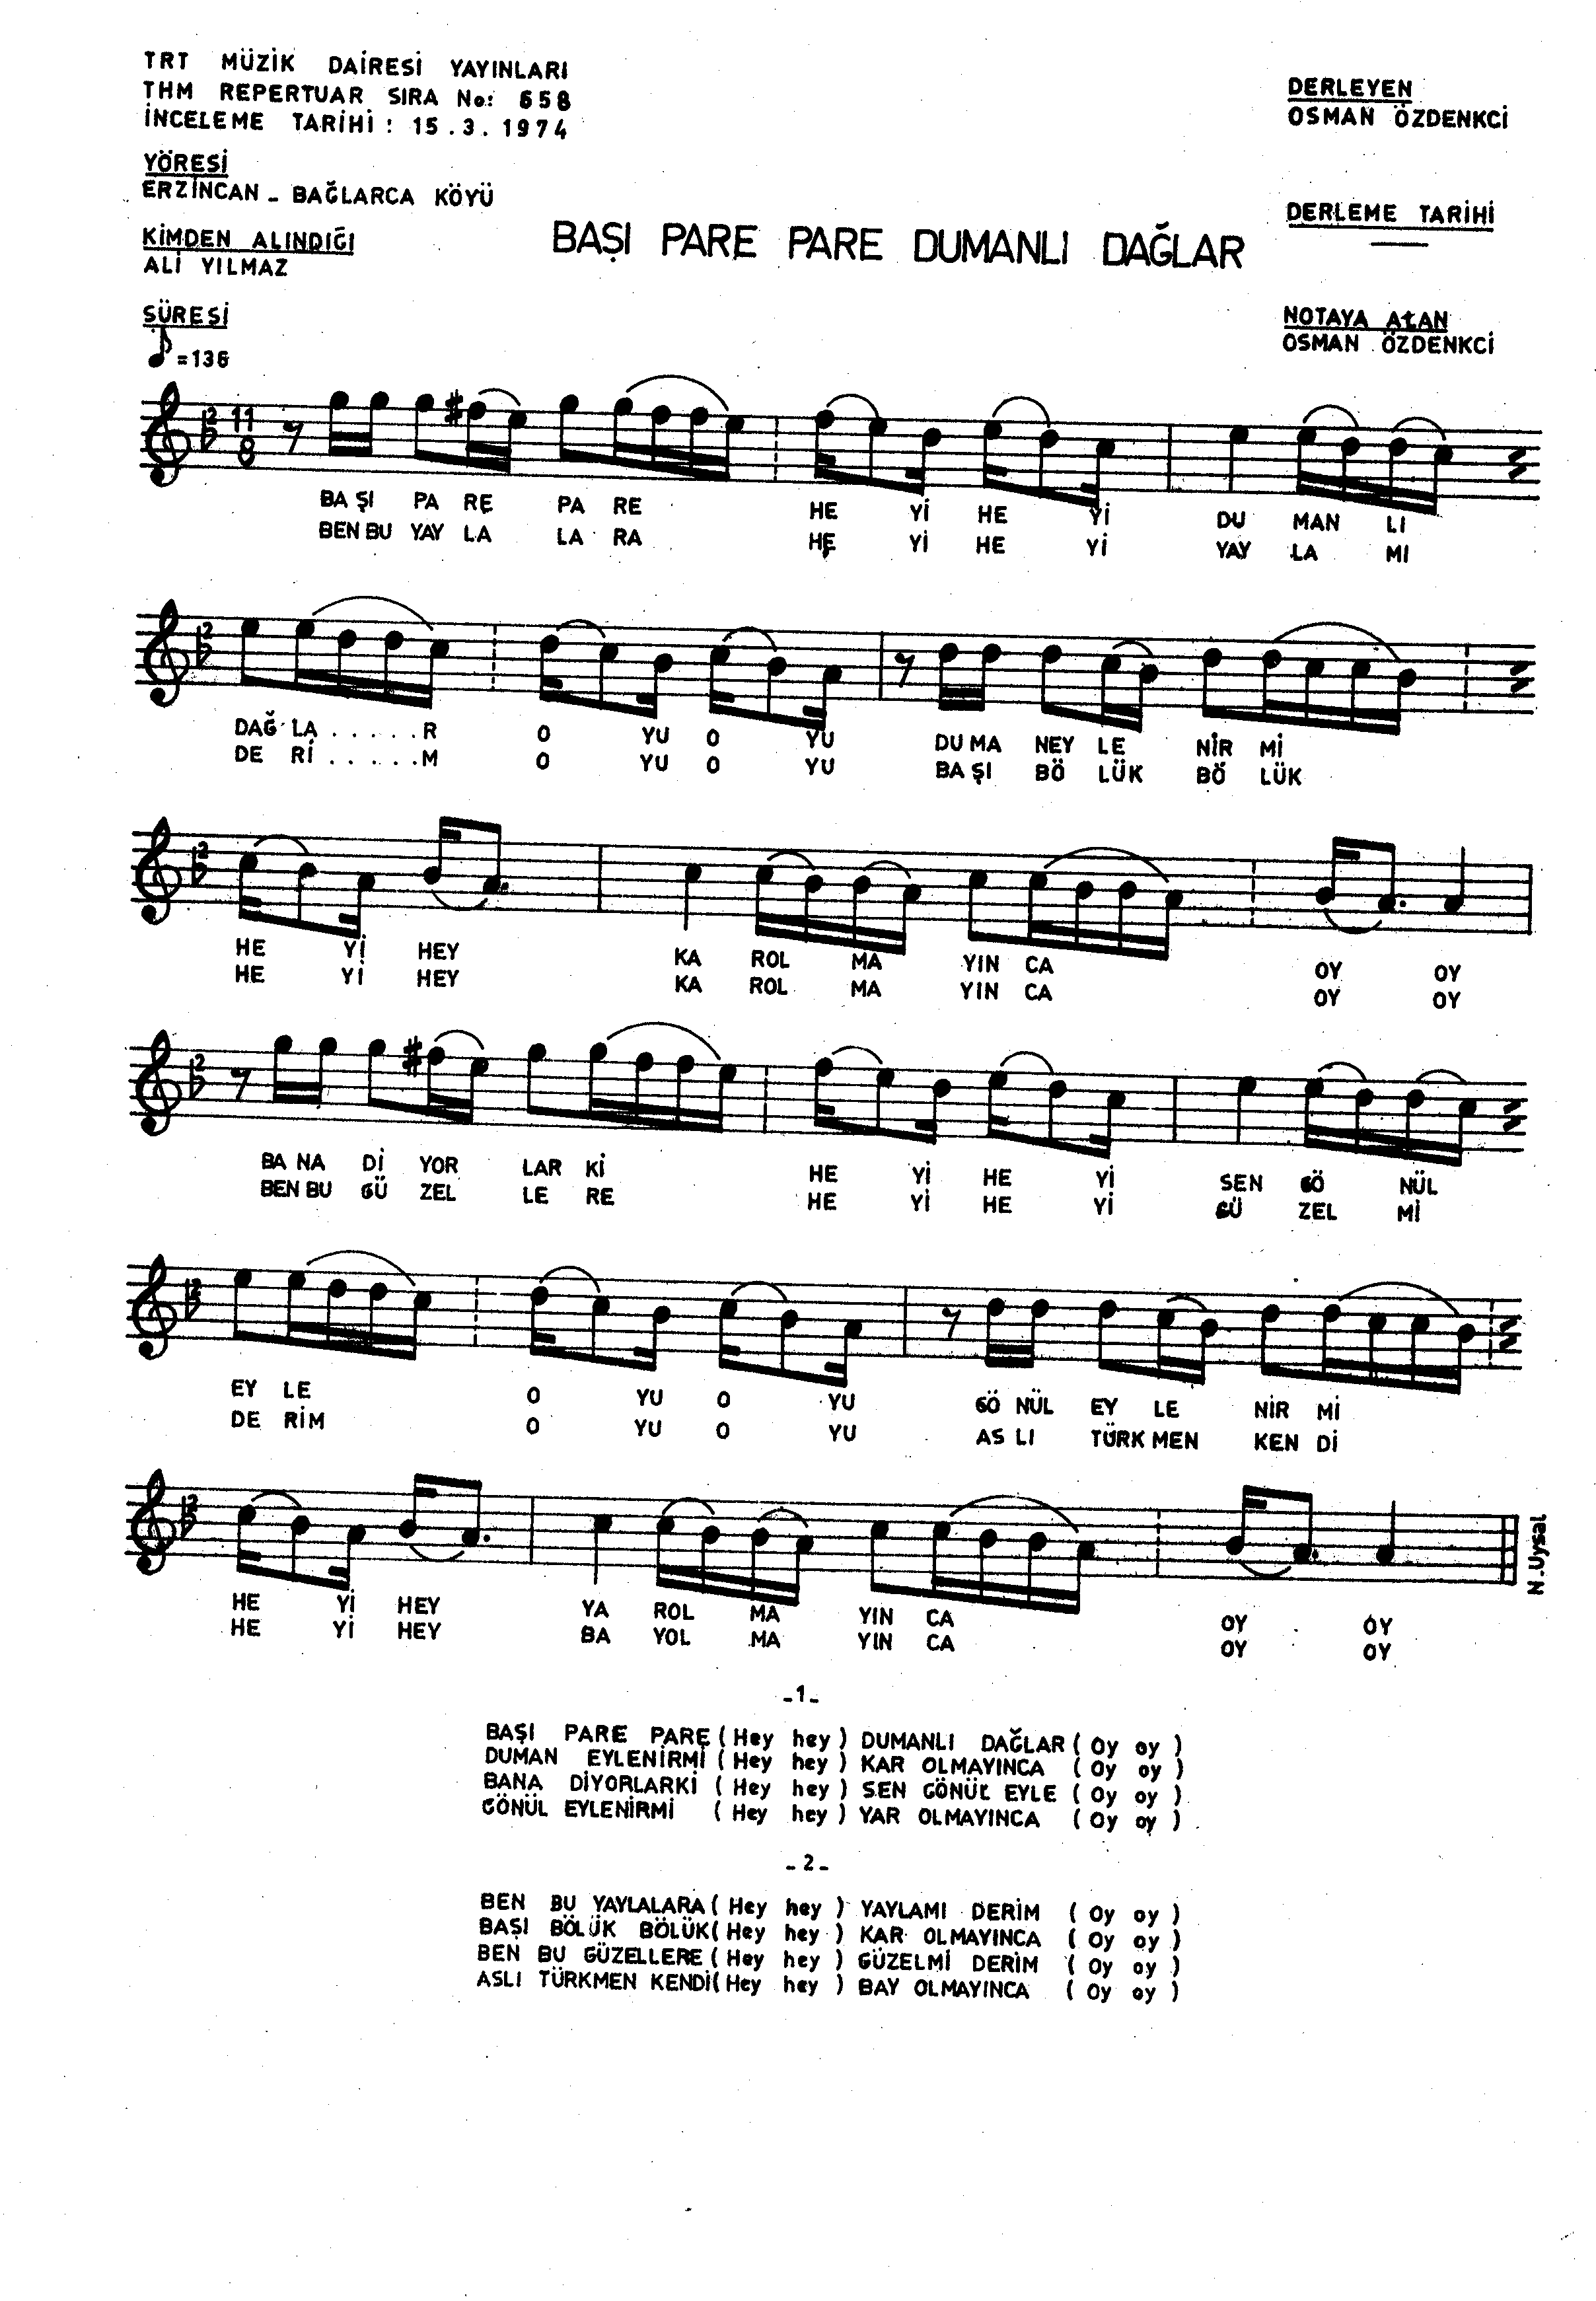 TRT MÜZİK DAİRESİ YAYINLARI
THM REPERTUAR SIRA No: 658
İNCELEME TARİHİ : 15.3.1974
DERLEYEN
OSMAN ÖZDENKCİ
YÖRESİ
ERZİNCAN - BAĞLARCA KÖYÜ
DERLEME TARİHİ
KİMDEN ALINDIĞI
ALİ YILMAZ
BAŞI PARE PARE DUMANLI DAĞLAR
SÜRESİ
=136
NOTAYA ALAN
OSMAN ÖZDENKCİ
2 11 8
BA ŞI PA RE PA RE HE Yİ HE Yİ DU MAN LI
BEN BU YAY LA LA RA HE Yİ HE Yİ YAY LA MI
2
DAĞ LA . . . . . R O YU O YU DU MA NEY LE NİR Mİ
DE Rİ . . . . . M O YU O YU BA ŞI BÖ LÜK BÖ LÜK
2
HE Yİ HEY KA ROL MA YIN CA OY OY
HE Yİ HEY KA ROL MA YIN CA OY OY
2
BA NA Dİ YOR LAR Kİ HE Yİ HE Yİ SEN GÖ NÜL
BEN BU GÜ ZEL LE RE HE Yİ HE Yİ GÜ ZEL Mİ
2
EY LE O YU O YU GÖ NÜL EY LE NİR Mİ
DE RİM O YU O YU AS LI TÜRK MEN KEN Dİ
2
N.Uysal
HE Yİ HEY YA ROL MA YIN CA OY OY
HE Yİ HEY BA YOL MA YIN CA OY OY
-1-
BAŞI PARE PARE ( Hey hey ) DUMANLI DAĞLAR ( Oy oy )
DUMAN EYLENİRMİ ( Hey hey ) KAR OLMAYINCA ( Oy oy )
BANA DİYORLARKİ ( Hey hey ) SEN GÖNÜL EYLE ( Oy oy )
GÖNÜL EYLENİRMİ ( Hey hey ) YAR OLMAYINCA ( Oy oy )
-2-
BEN BU YAYLALARA ( Hey hey ) YAYLAMI DERİM ( Oy oy )
BAŞI BÖLÜK BÖLÜK ( Hey hey ) KAR OLMAYINCA ( Oy oy )
BEN BU GÜZELLERE ( Hey hey ) GÜZELMİ DERİM ( Oy oy )
ASLI TÜRKMEN KENDİ ( Hey hey ) BAY OLMAYINCA ( Oy oy )